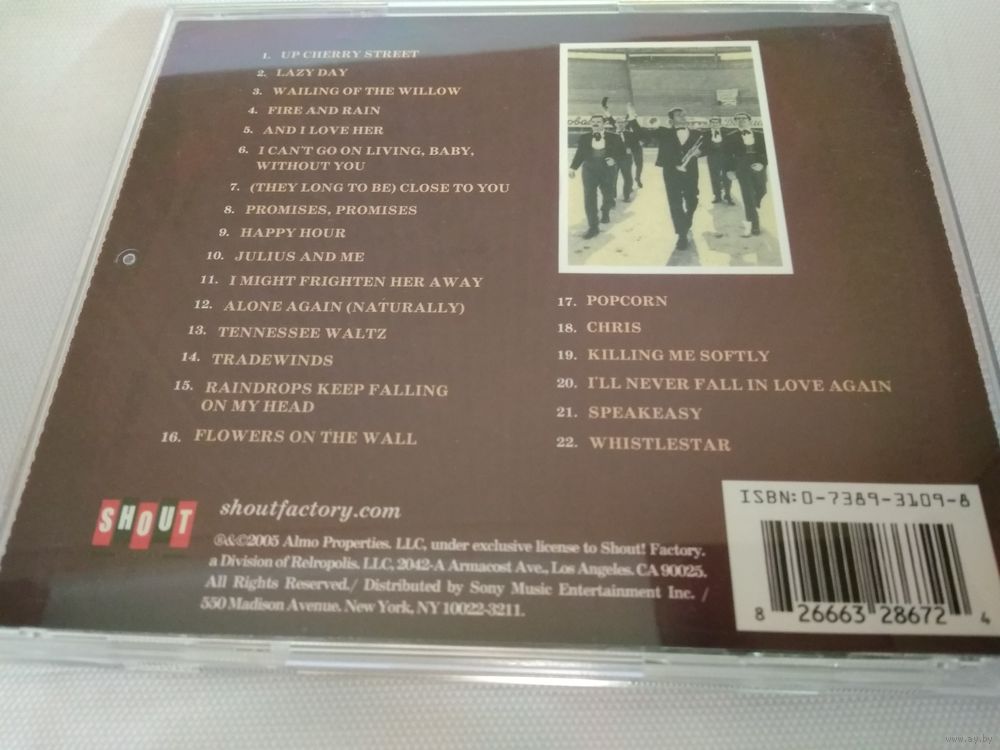 1. UP CHERRY STREET
2. LAZY DAY
3. WAILING OF THE WILLOW
4. FIRE AND RAIN
5. AND I LOVE HER
6. I CAN'T GO ON LIVING, BABY,
WITHOUT YOU
7. (THEY LONG TO BE) CLOSE TO YOU
8. PROMISES, PROMISES
9. HAPPY HOUR
10. JULIUS AND ME
11. I MIGHT FRIGHTEN HER AWAY
12. ALONE AGAIN (NATURALLY)
13. TENNESSEE WALTZ
14. TRADEWINDS
15. RAINDROPS KEEP FALLING
ON MY HEAD
16. FLOWERS ON THE WALL
17. POPCORN
18. CHRIS
19. KILLING ME SOFTLY
20. I'LL NEVER FALL IN LOVE AGAIN
21. SPEAKEASY
22. WHISTLESTAR
SHOUT
shoutfactory.com
℗&©2005 Almo Properties. LLC, under exclusive license to Shout! Factory.
a Division of Retropolis. LLC, 2042-A Armacost Ave., Los Angeles. CA 90025.
All Rights Reserved./ Distributed by Sony Music Entertainment Inc. /
550 Madison Avenue. New York, NY 10022-3211.
ISBN: 0-7389-3109-8
8 26663 28672 4
www.ay.by